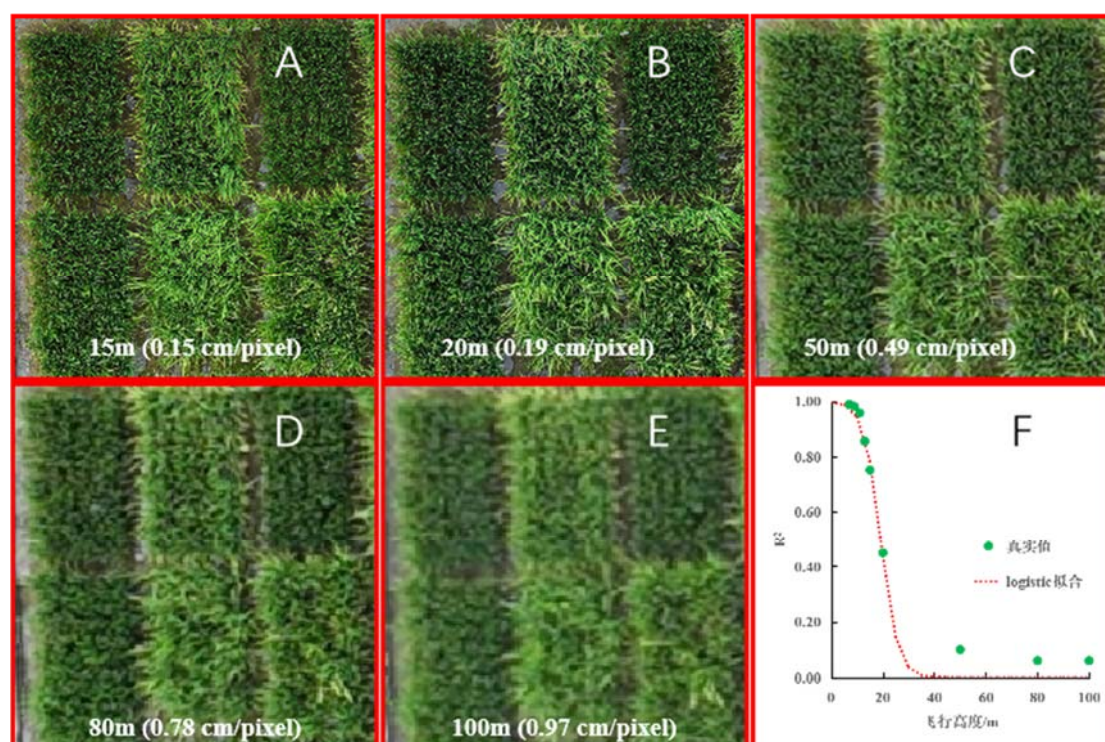 A
15m (0.15 cm/pixel)
B
20m (0.19 cm/pixel)
C
50m (0.49 cm/pixel)
D
80m (0.78 cm/pixel)
E
100m (0.97 cm/pixel)
F
1.00
0.80
0.60
0.40
0.20
0.00
R²
真实值
logistic拟合
0
20
40
60
80
100
飞行高度/m